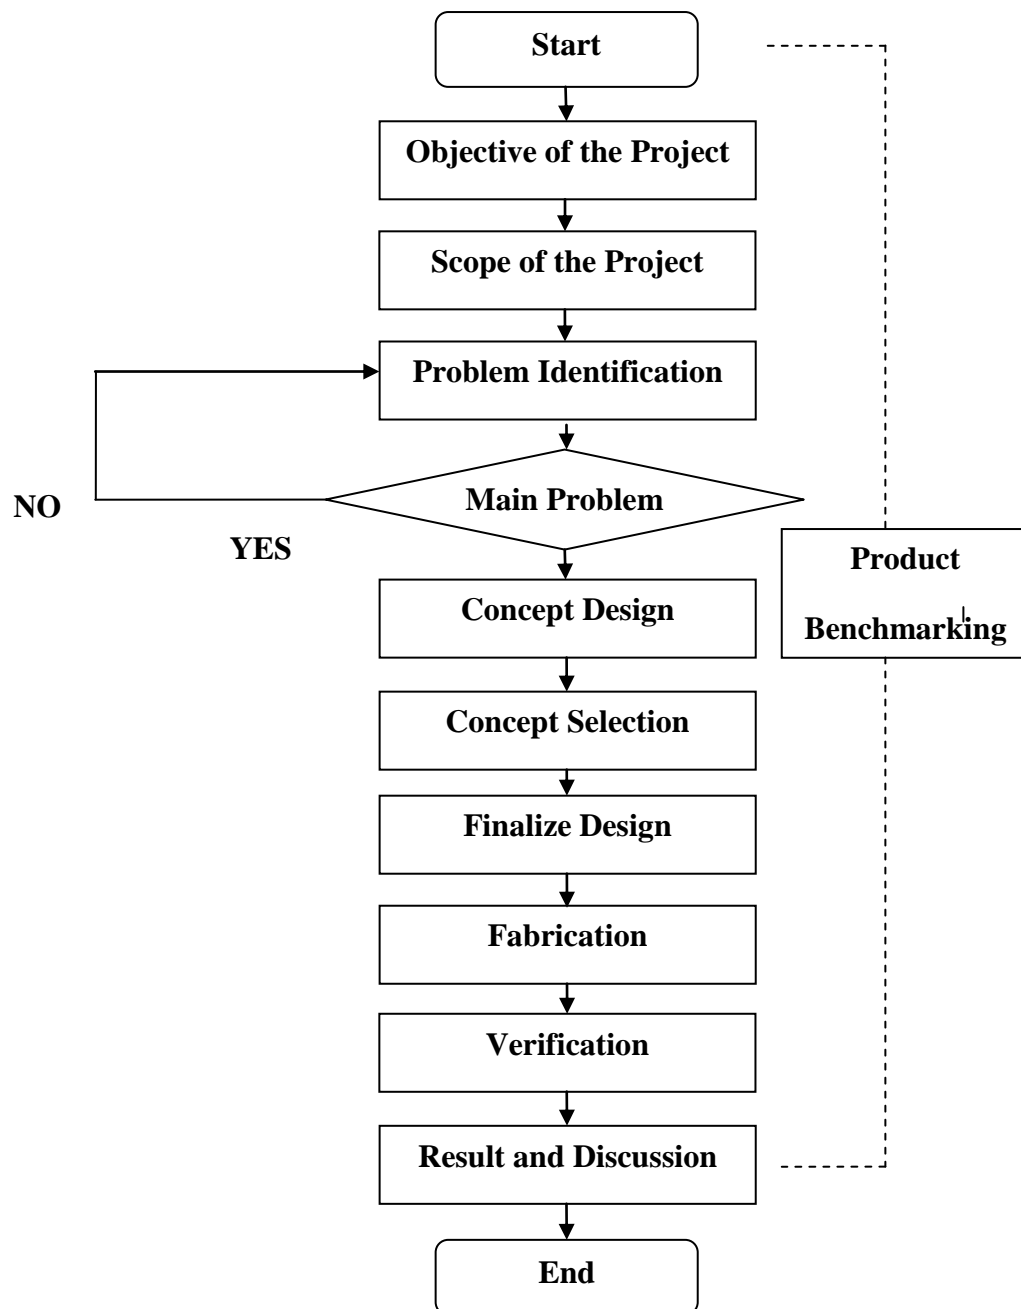 Start
Objective of the Project
Scope of the Project
Problem Identification
Main Problem
NO
YES
Product
Benchmarking
Concept Design
Concept Selection
Finalize Design
Fabrication
Verification
Result and Discussion
End